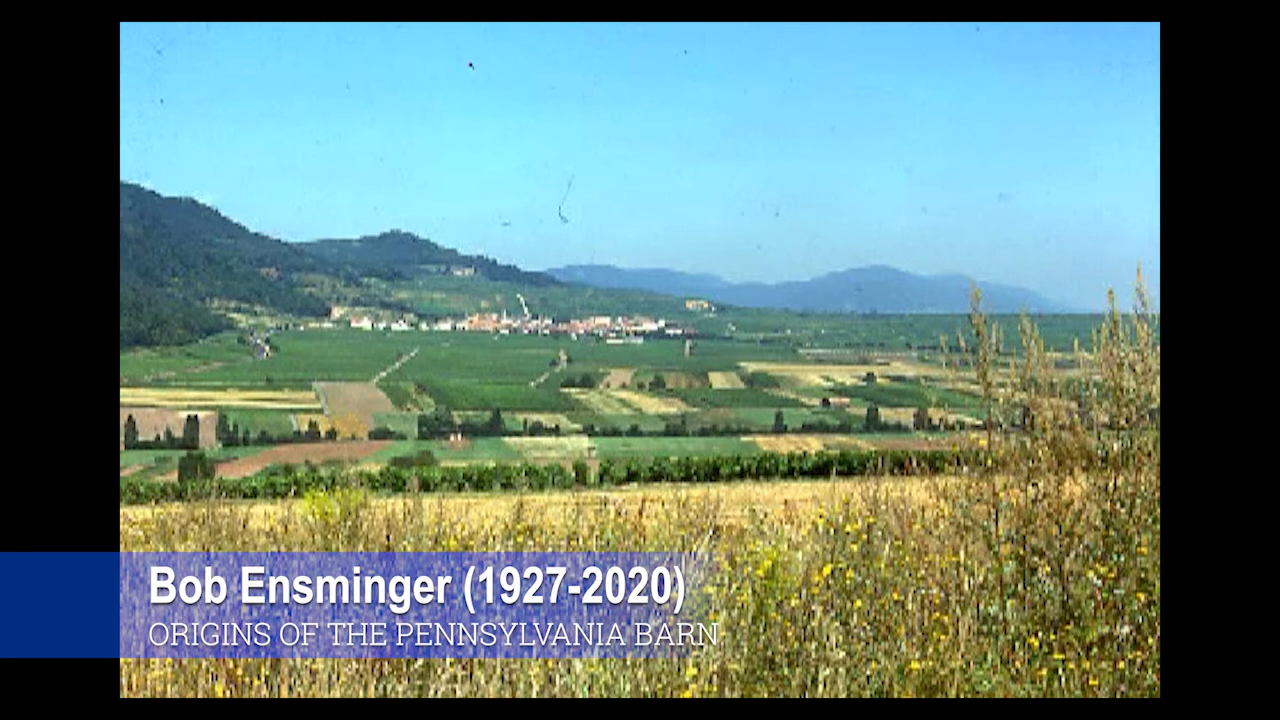 Bob Ensminger (1927-2020)
ORIGINS OF THE PENNSYLVANIA BARN